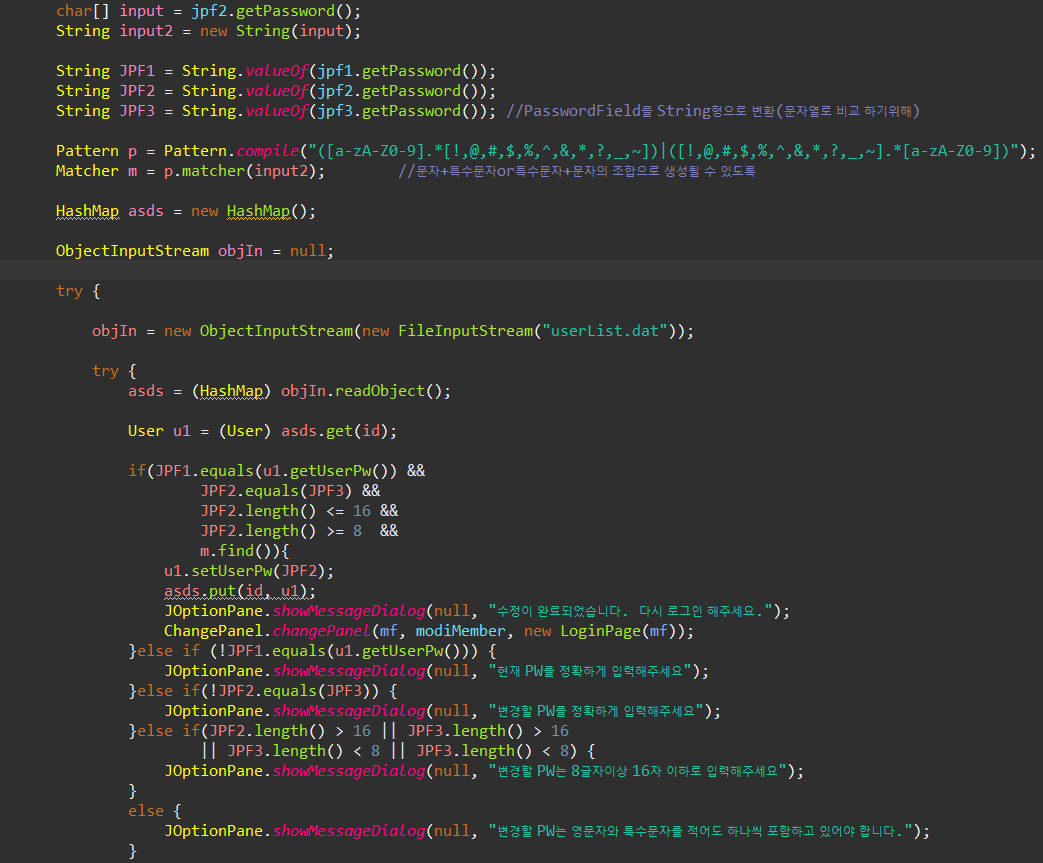 char[] input = jpf2.getPassword();
String input2 = new String(input);
String JPF1 = String.valueOf(jpf1.getPassword());
String JPF2 = String.valueOf(jpf2.getPassword());
String JPF3 = String.valueOf(jpf3.getPassword()); //PasswordField를 String형으로 변환(문자열로 비교 하기위해)
Pattern p = Pattern.compile("([a-zA-Z0-9].*[!,@,#,$,%,^,&,*,?,_,~])|([!,@,#,$,%,^,&,*,?,_,~].*[a-zA-Z0-9])");
Matcher m = p.matcher(input2); //문자+특수문자or특수문자+문자의 조합으로 생성될 수 있도록
HashMap asds = new HashMap();
ObjectInputStream objIn = null;
try {
objIn = new ObjectInputStream(new FileInputStream("userList.dat"));
try {
asds = (HashMap) objIn.readObject();
User u1 = (User) asds.get(id);
if(JPF1.equals(u1.getUserPw()) &&
JPF2.equals(JPF3) &&
JPF2.length() <= 16 &&
JPF2.length() >= 8 &&
m.find()){
u1.setUserPw(JPF2);
asds.put(id, u1);
JOptionPane.showMessageDialog(null, "수정이 완료되었습니다. 다시 로그인 해주세요.");
ChangePanel.changePanel(mf, modiMember, new LoginPage(mf));
}else if (!JPF1.equals(u1.getUserPw())) {
JOptionPane.showMessageDialog(null, "현재 PW를 정확하게 입력해주세요");
}else if(!JPF2.equals(JPF3)) {
JOptionPane.showMessageDialog(null, "변경할 PW를 정확하게 입력해주세요");
}else if(JPF2.length() > 16 || JPF3.length() > 16
|| JPF3.length() < 8 || JPF3.length() < 8) {
JOptionPane.showMessageDialog(null, "변경할 PW는 8글자이상 16자 이하로 입력해주세요");
}
else {
JOptionPane.showMessageDialog(null, "변경할 PW는 영문자와 특수문자를 적어도 하나씩 포함하고 있어야 합니다.");
}